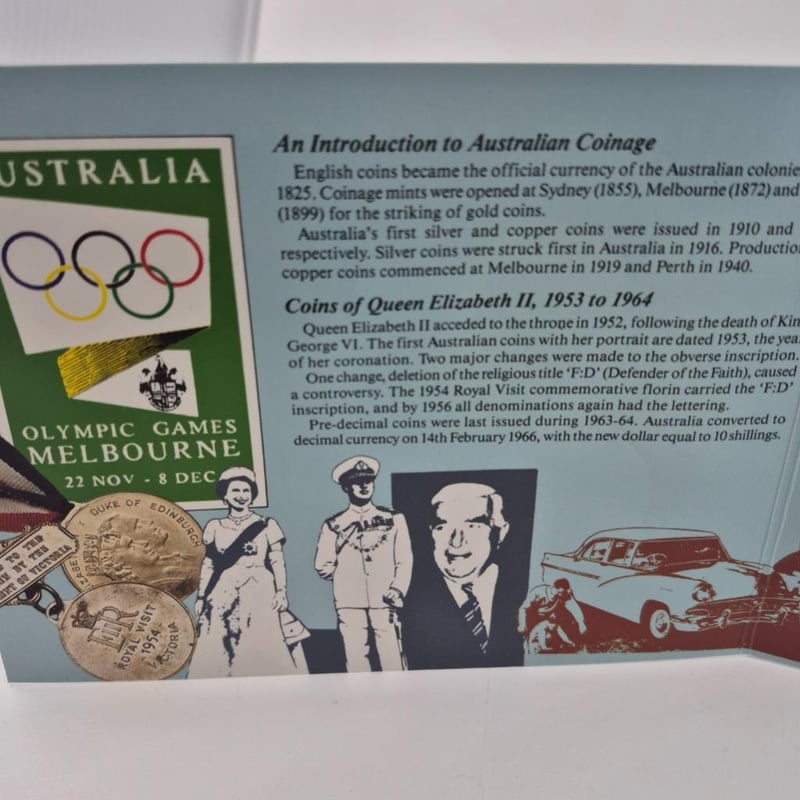 USTRALIA
OLYMPIC GAMES
MELBOURNE
22 NOV - 8 DEC
An Introduction to Australian Coinage
English coins became the official currency of the Australian colonie
1825. Coinage mints were opened at Sydney (1855), Melbourne (1872) and
(1899) for the striking of gold coins.
Australia's first silver and copper coins were issued in 1910 and
respectively. Silver coins were struck first in Australia in 1916. Production
copper coins commenced at Melbourne in 1919 and Perth in 1940.
Coins of Queen Elizabeth II, 1953 to 1964
Queen Elizabeth II acceded to the throne in 1952, following the death of Kin
George VI. The first Australian coins with her portrait are dated 1953, the yea
of her coronation. Two major changes were made to the obverse inscription.
One change, deletion of the religious title 'F:D' (Defender of the Faith), caused
a controversy. The 1954 Royal Visit commemorative florin carried the 'F:D'
inscription, and by 1956 all denominations again had the lettering.
Pre-decimal coins were last issued during 1963-64. Australia converted to
decimal currency on 14th February 1966, with the new dollar equal to 10 shillings.
DUKE OF EDINBURGH
TO THE
BY THE
OF VICTORIA
EIIR
ROYAL VISIT
1954
VICTORIA